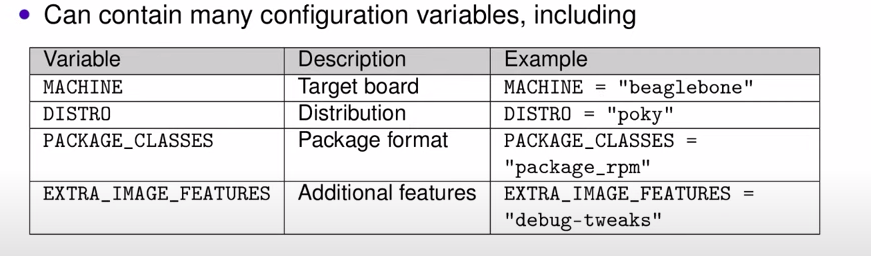 Can contain many configuration variables, including
Variable Description Example
MACHINE Target board MACHINE = "beaglebone"
DISTRO Distribution DISTRO = "poky"
PACKAGE_CLASSES Package format PACKAGE_CLASSES =
"package_rpm"
EXTRA_IMAGE_FEATURES Additional features EXTRA_IMAGE_FEATURES =
"debug-tweaks"